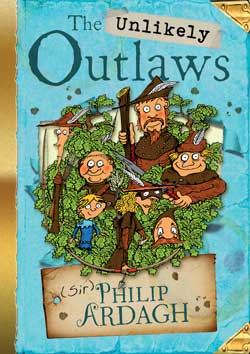 The Unlikely
Outlaws
(Sir) PHILIP
ARDAGH